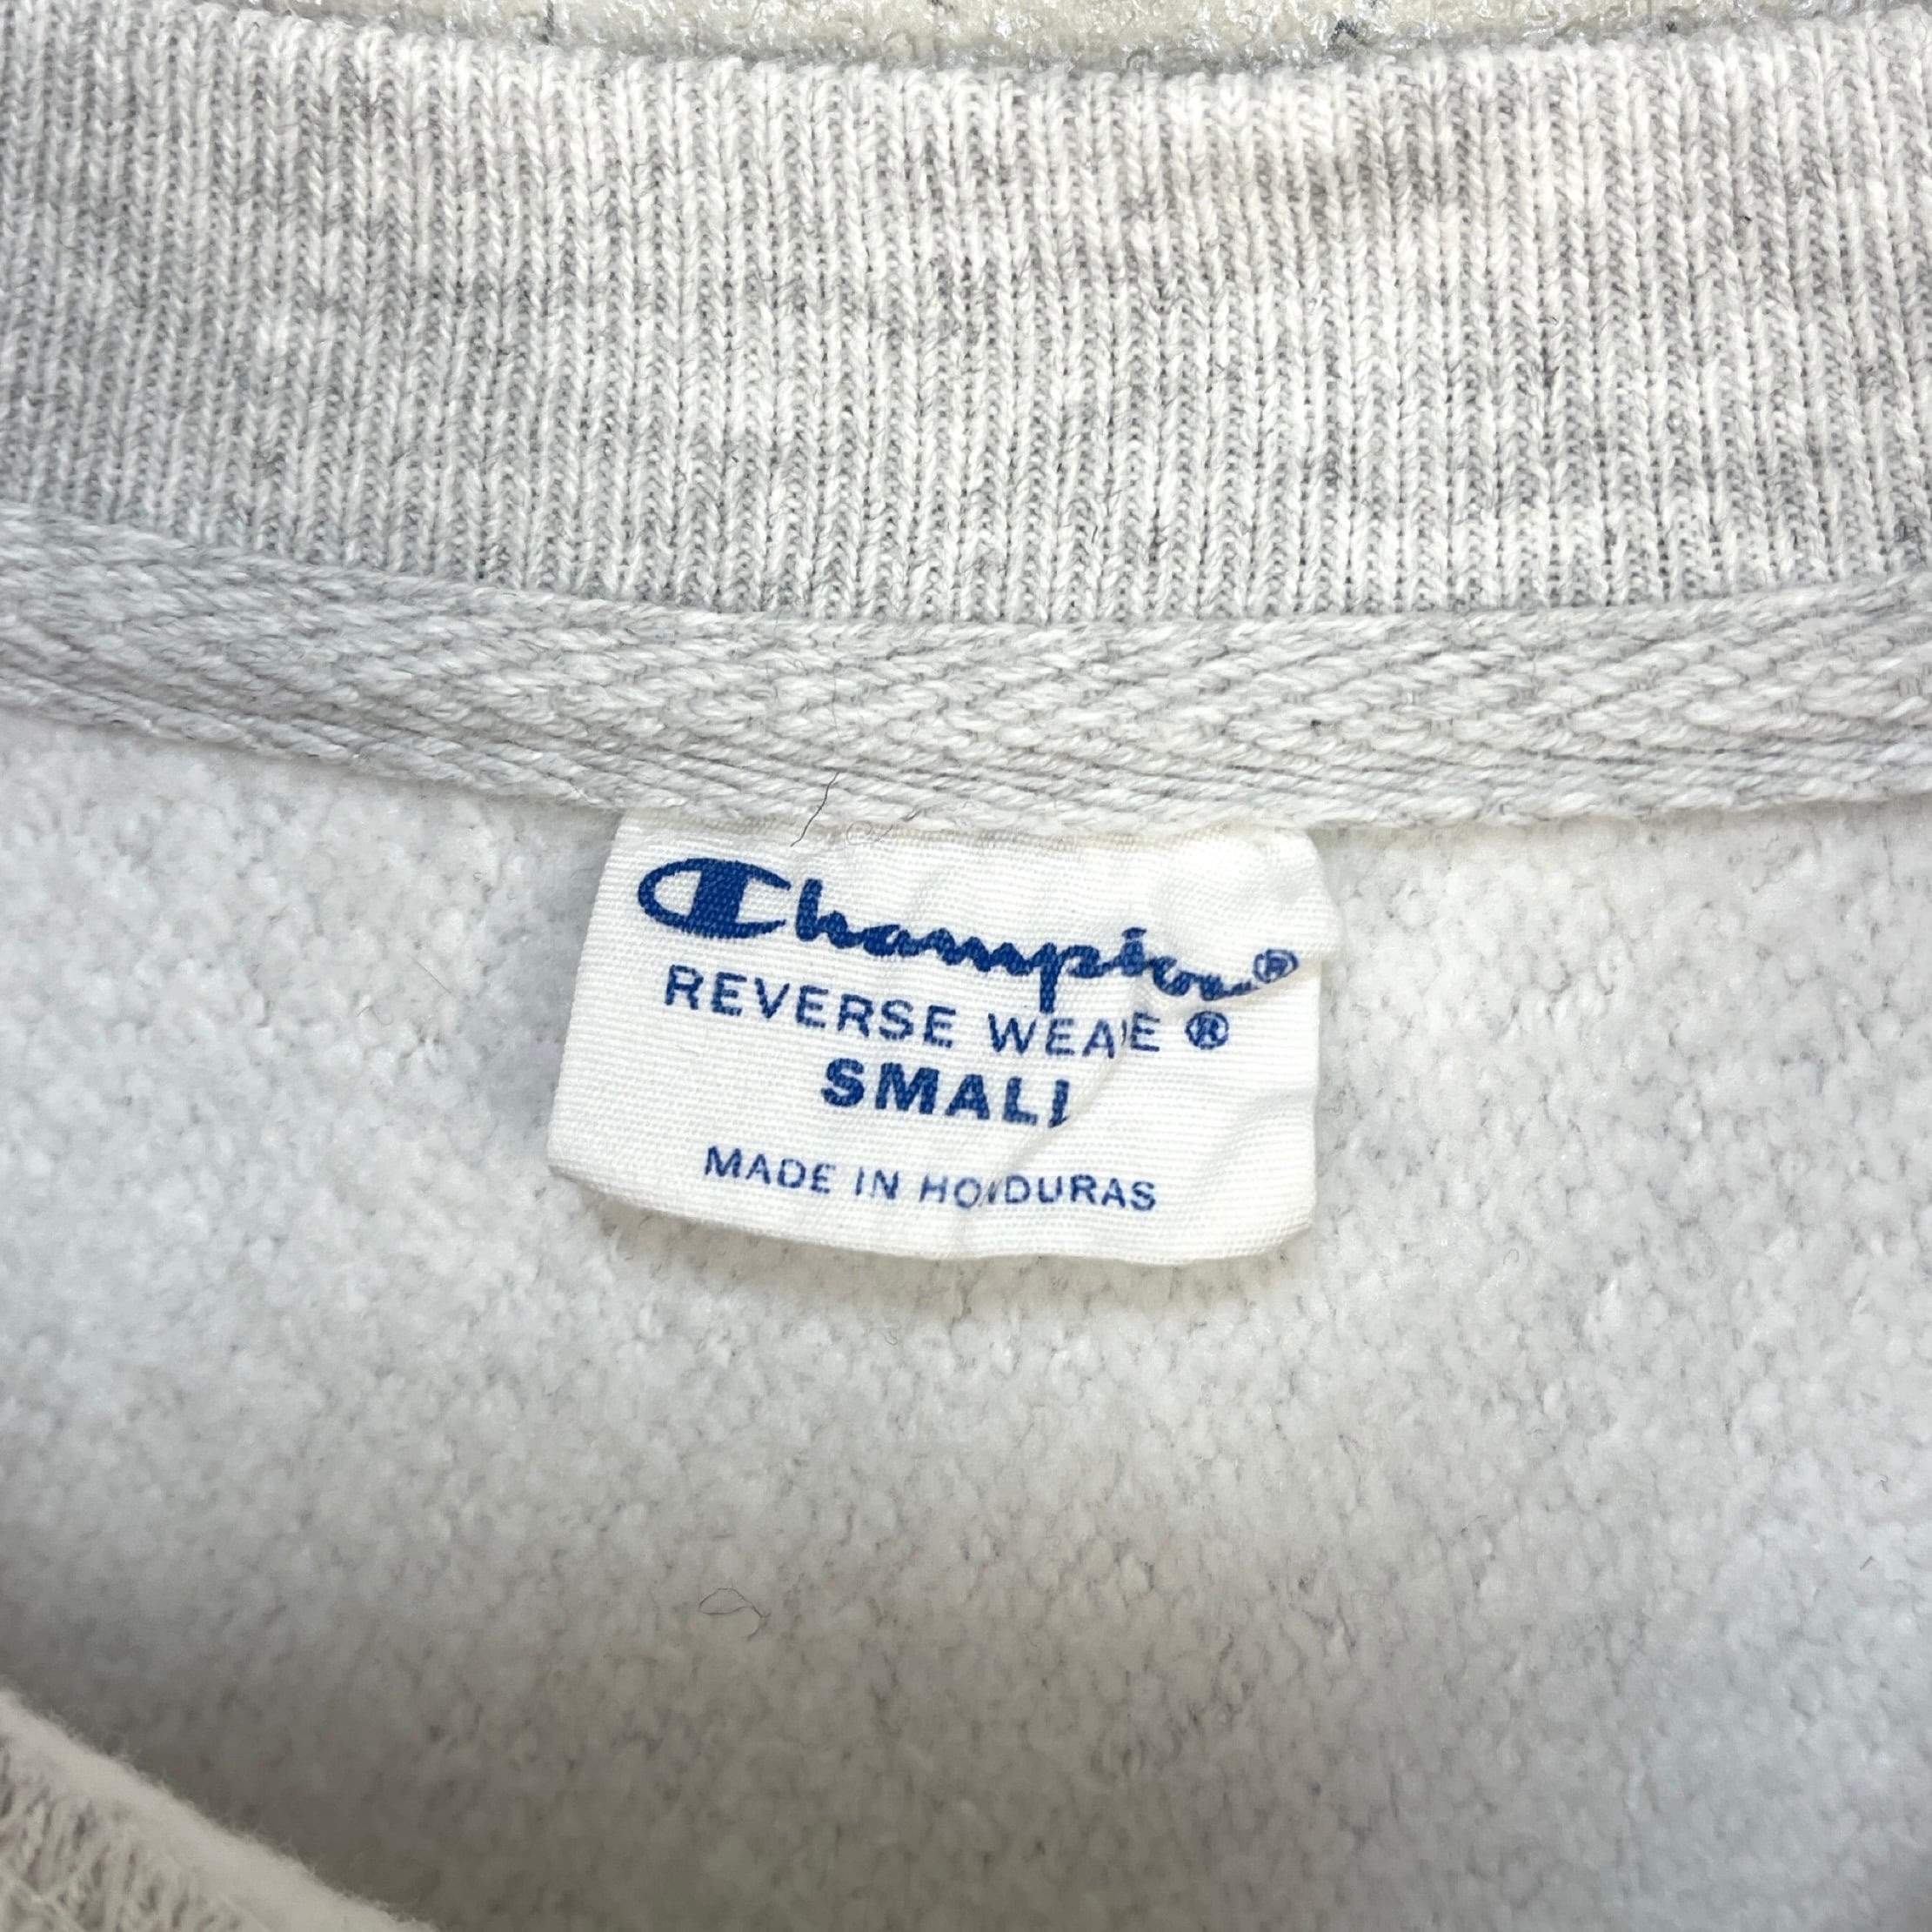 Champion®
REVERSE WEAVE®
SMALL
MADE IN HONDURAS